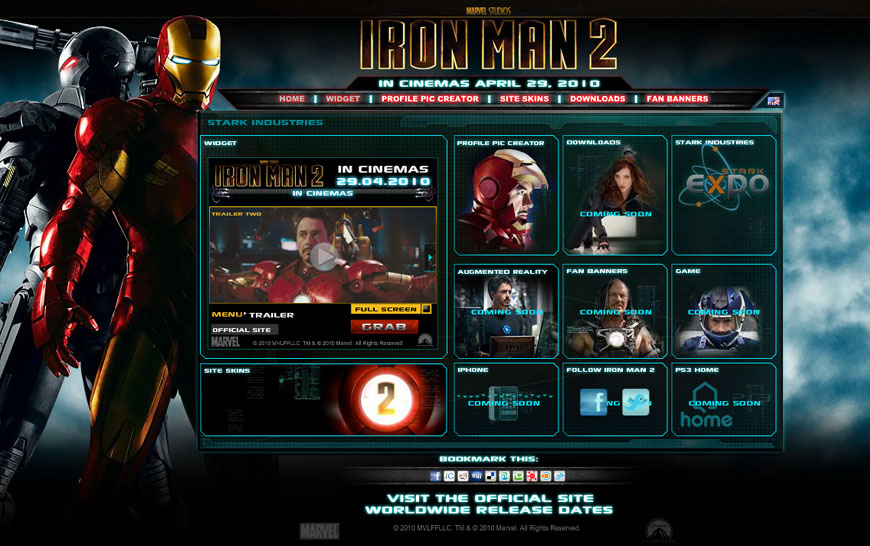 MARVEL STUDIOS
IRON MAN 2
IN CINEMAS APRIL 29, 2010
HOME | WIDGET | PROFILE PIC CREATOR | SITE SKINS | DOWNLOADS | FAN BANNERS
STARK INDUSTRIES
WIDGET
IRON MAN 2
IN CINEMAS
29.04.2010
IN CINEMAS
TRAILER TWO
MENU TRAILER
FULL SCREEN
OFFICIAL SITE
GRAB
MARVEL
© 2010 MVLFFLLC. TM & © 2010 Marvel. All Rights Reserved
PROFILE PIC CREATOR
DOWNLOADS
COMING SOON
STARK INDUSTRIES
STARK
EXPO
AUGMENTED REALITY
COMING SOON
FAN BANNERS
COMING SOON
GAME
COMING SOON
SITE SKINS
2
IPHONE
COMING SOON
FOLLOW IRON MAN 2
PS3 HOME
COMING SOON
home
BOOKMARK THIS:
VISIT THE OFFICIAL SITE
WORLDWIDE RELEASE DATES
MARVEL
© 2010 MVLFFLLC. TM & © 2010 Marvel. All Rights Reserved.